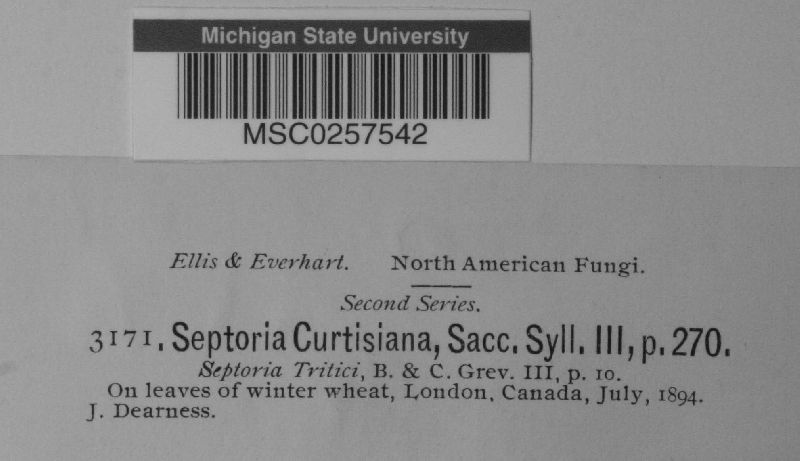 Michigan State University
MSC0257542
Ellis & Everhart. North American Fungi.
Second Series.
3171. Septoria Curtisiana, Sacc. Syll. III, p. 270.
Septoria Tritici, B. & C. Grev. III, p. 10.
On leaves of winter wheat, London, Canada, July, 1894.
J. Dearness.